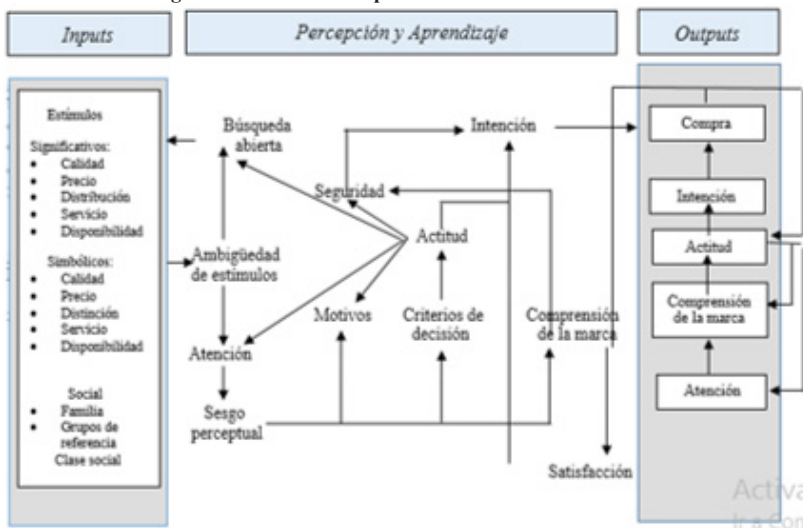 Inputs
Percepción y Aprendizaje
Outputs
Estímulos
Significativos:
• Calidad
• Precio
• Distribución
• Servicio
• Disponibilidad
Simbólicos:
• Calidad
• Precio
• Distinción
• Servicio
• Disponibilidad
Social
• Familia
• Grupos de
referencia
Clase social
Búsqueda
abierta
Ambigüedad
de estímulos
Atención
Sesgo
perceptual
Seguridad
Motivos
Intención
Actitud
Criterios de
decisión
Comprensión
de la marca
Satisfacción
Compra
Intención
Actitud
Comprensión
de la marca
Atención
Activa